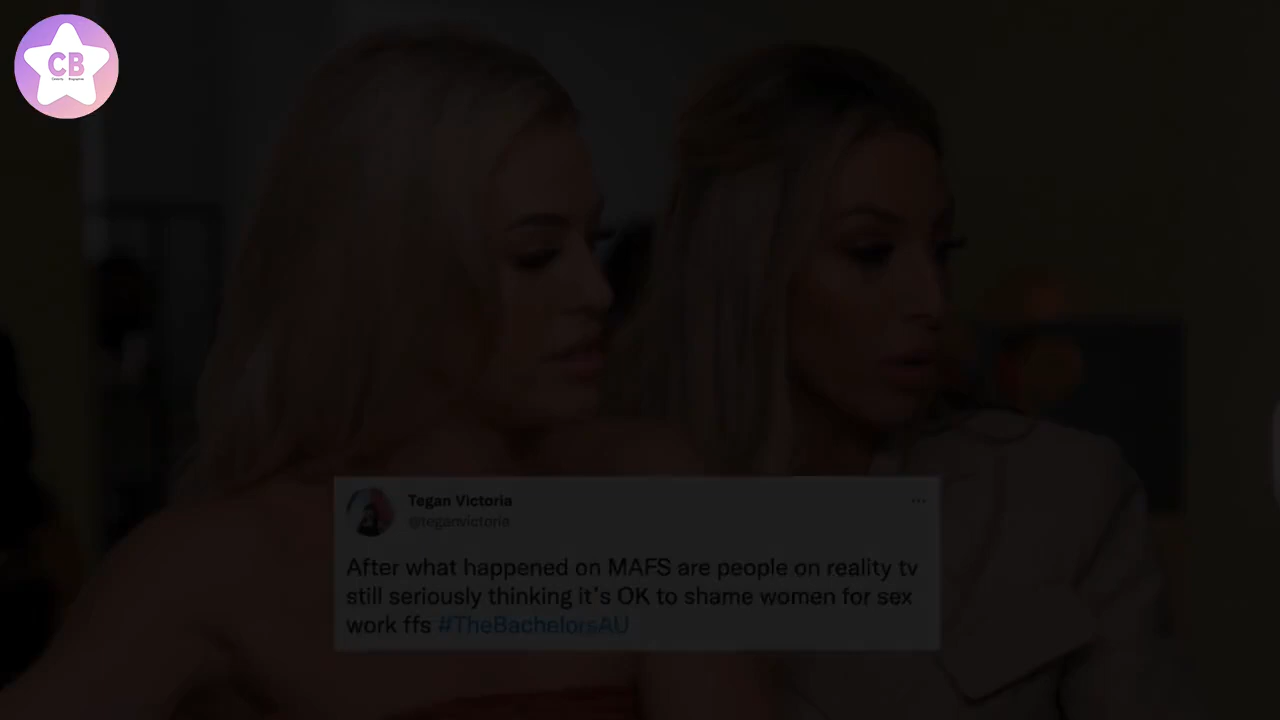 CB
Tegan Victoria
@teganvictoria
After what happened on MAFS are people on reality tv
still seriously thinking it's OK to shame women for sex
work ffs #TheBachelorsAU